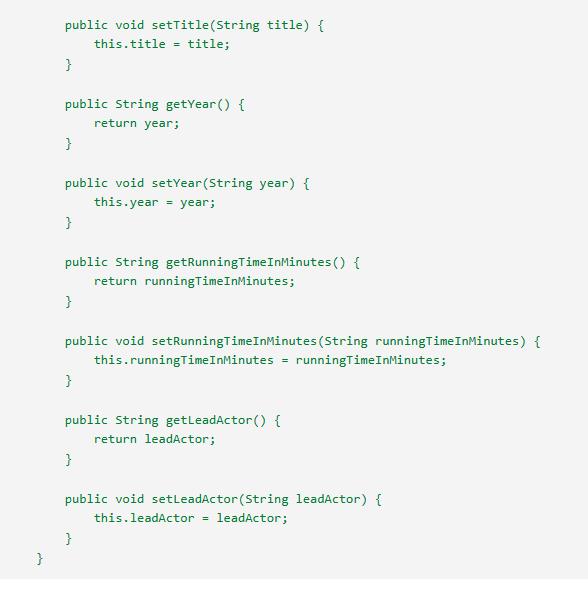 public void setTitle(String title) {
this.title = title;
}
public String getYear() {
return year;
}
public void setYear(String year) {
this.year = year;
}
public String getRunningTimeInMinutes() {
return runningTimeInMinutes;
}
public void setRunningTimeInMinutes(String runningTimeInMinutes) {
this.runningTimeInMinutes = runningTimeInMinutes;
}
public String getLeadActor() {
return leadActor;
}
public void setLeadActor(String leadActor) {
this.leadActor = leadActor;
}
}